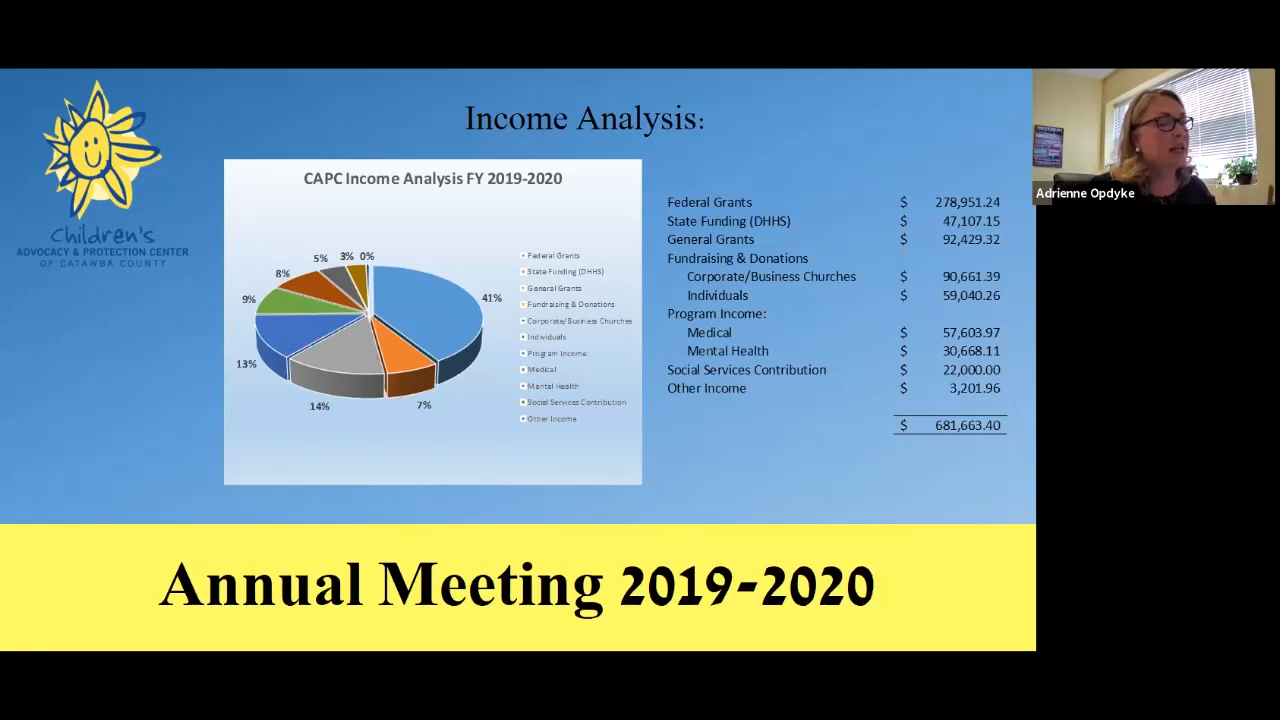 Income Analysis:
Children's
ADVOCACY & PROTECTION CENTER
OF CATAWBA COUNTY
CAPC Income Analysis FY 2019-2020
41%
7%
14%
13%
9%
8%
5%
3%
0%
Federal Grants
State Funding (DHHS)
General Grants
Fundraising & Donations
Corporate/Business Churches
Individuals
Program Income:
Medical
Mental Health
Social Services Contribution
Other Income
Federal Grants $ 278,951.24
State Funding (DHHS) $ 47,107.15
General Grants $ 92,429.32
Fundraising & Donations
Corporate/Business Churches $ 90,661.39
Individuals $ 59,040.26
Program Income:
Medical $ 57,603.97
Mental Health $ 30,668.11
Social Services Contribution $ 22,000.00
Other Income $ 3,201.96
$ 681,663.40
Adrienne Opdyke
Annual Meeting 2019-2020